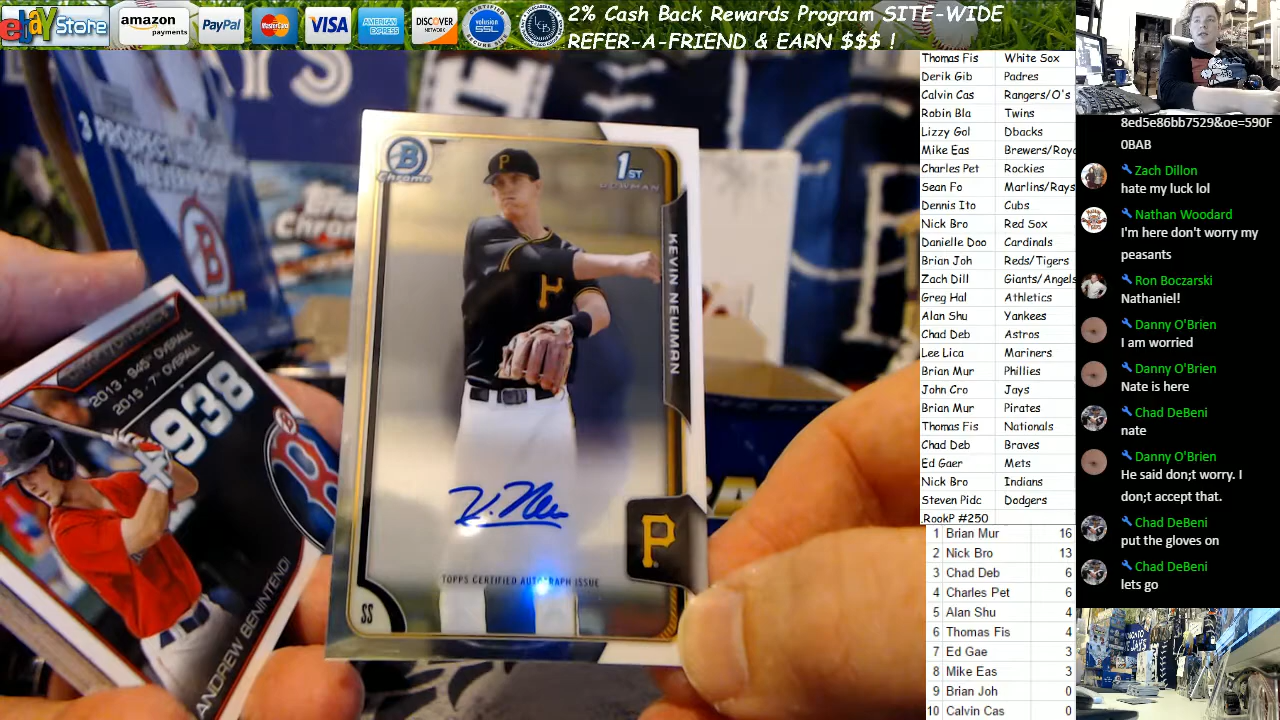 ebay Store
amazon
payments
PayPal
MasterCard
VISA
AMERICAN
EXPRESS
DISCOVER
NETWORK
volusion
SSL
2% Cash Back Rewards Program SITE-WIDE
REFER-A-FRIEND & EARN $$$ !
B
Chrome
1ST
BOWMAN
KEVIN NEWMAN
P
P
TOPPS CERTIFIED AUTOGRAPH ISSUE
SS
2013 - 945TH OVERALL
2015 - 7TH OVERALL
+938
B
ANDREW BENINTENDI
Chrome
Thomas Fis White Sox
Derik Gib Padres
Calvin Cas Rangers/O's
Robin Bla Twins
Lizzy Gol Dbacks
Mike Eas Brewers/Roya
Charles Pet Rockies
Sean Fo Marlins/Rays
Dennis Ito Cubs
Nick Bro Red Sox
Danielle Doo Cardinals
Brian Joh Reds/Tigers
Zach Dill Giants/Angels
Greg Hal Athletics
Alan Shu Yankees
Chad Deb Astros
Lee Lica Mariners
Brian Mur Phillies
John Cro Jays
Brian Mur Pirates
Thomas Fis Nationals
Chad Deb Braves
Ed Gaer Mets
Nick Bro Indians
Steven Pidc Dodgers
.RookP #250
1 Brian Mur 16
2 Nick Bro 13
3 Chad Deb 6
4 Charles Pet 6
5 Alan Shu 4
6 Thomas Fis 4
7 Ed Gae 3
8 Mike Eas 3
9 Brian Joh 0
10 Calvin Cas 0
8ed5e86bb7529&oe=590F
0BAB
Zach Dillon
hate my luck lol
Nathan Woodard
I'm here don't worry my
peasants
Ron Boczarski
Nathaniel!
Danny O'Brien
I am worried
Danny O'Brien
Nate is here
Chad DeBeni
nate
Danny O'Brien
He said don;t worry. I
don;t accept that.
Chad DeBeni
put the gloves on
Chad DeBeni
lets go